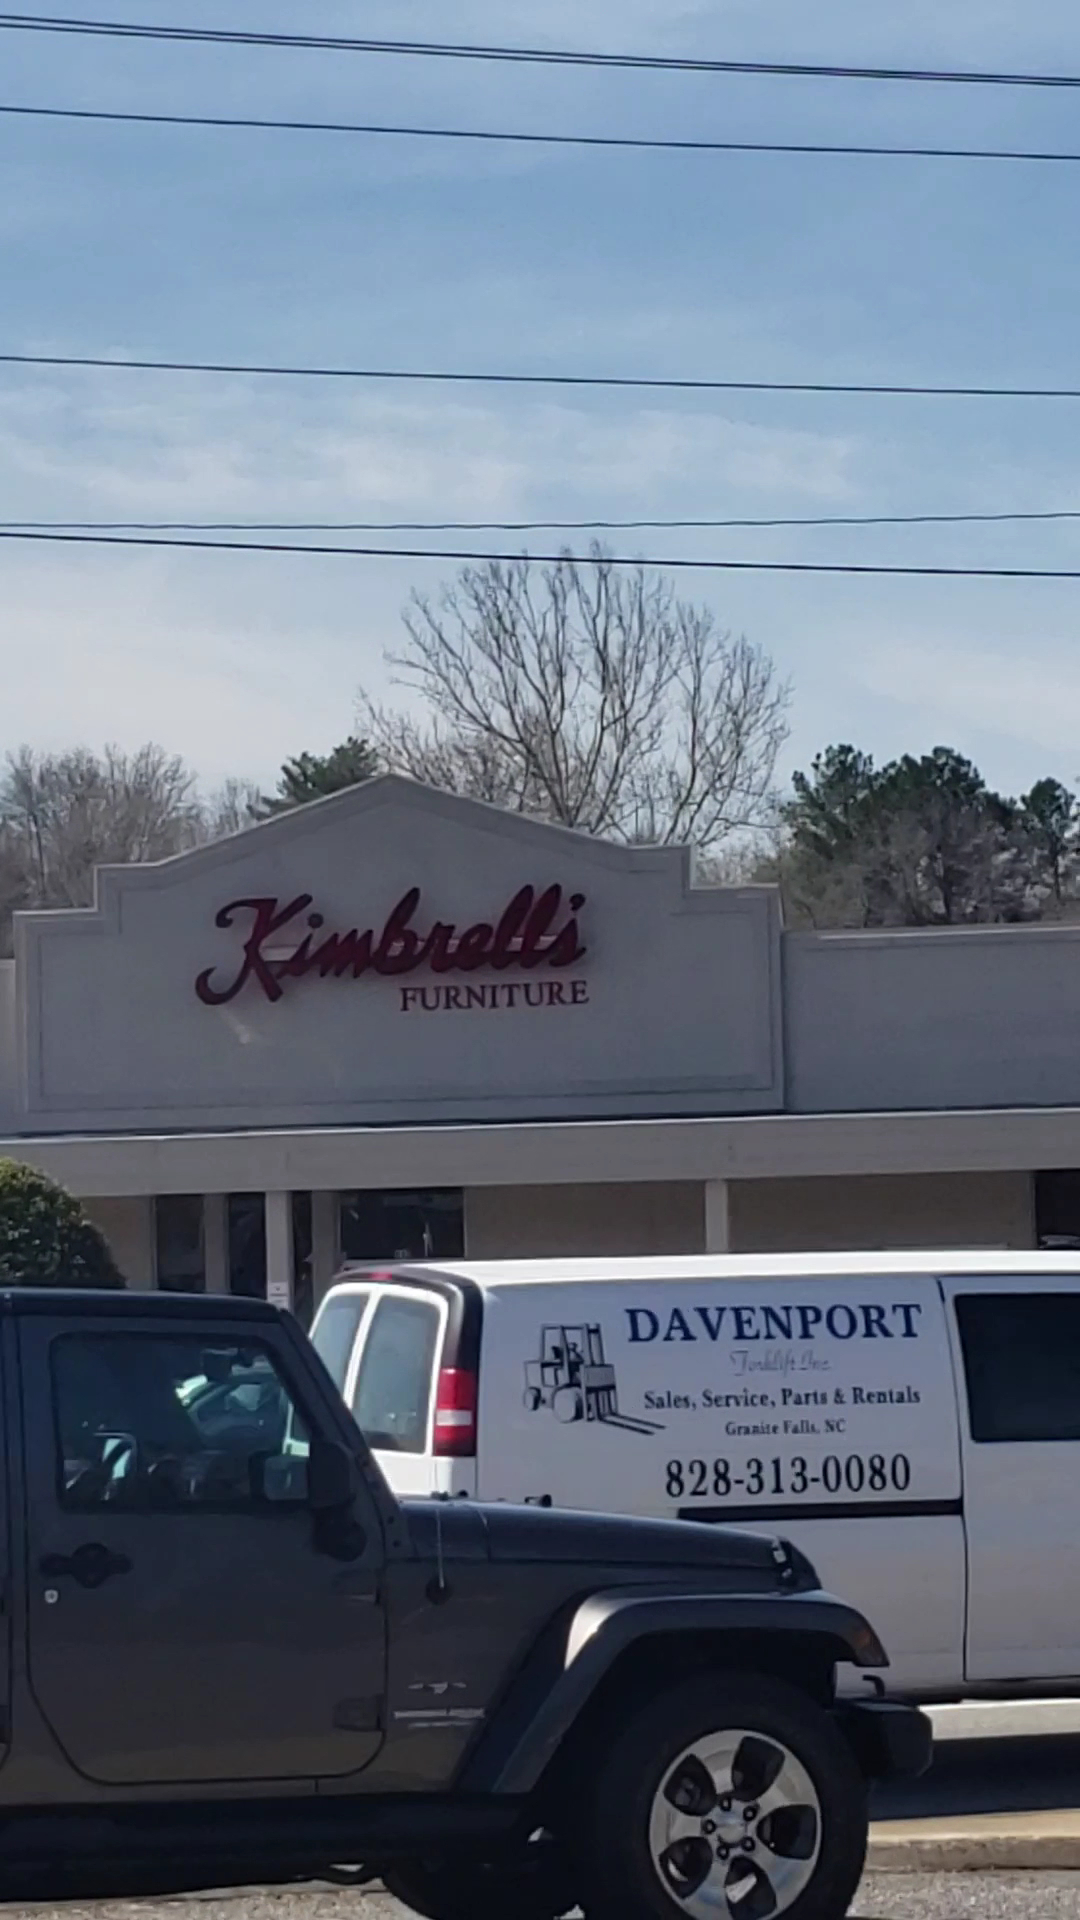 Kimbrell's
FURNITURE
DAVENPORT
Forklift Inc.
Sales, Service, Parts & Rentals
Granite Falls, NC
828-313-0080